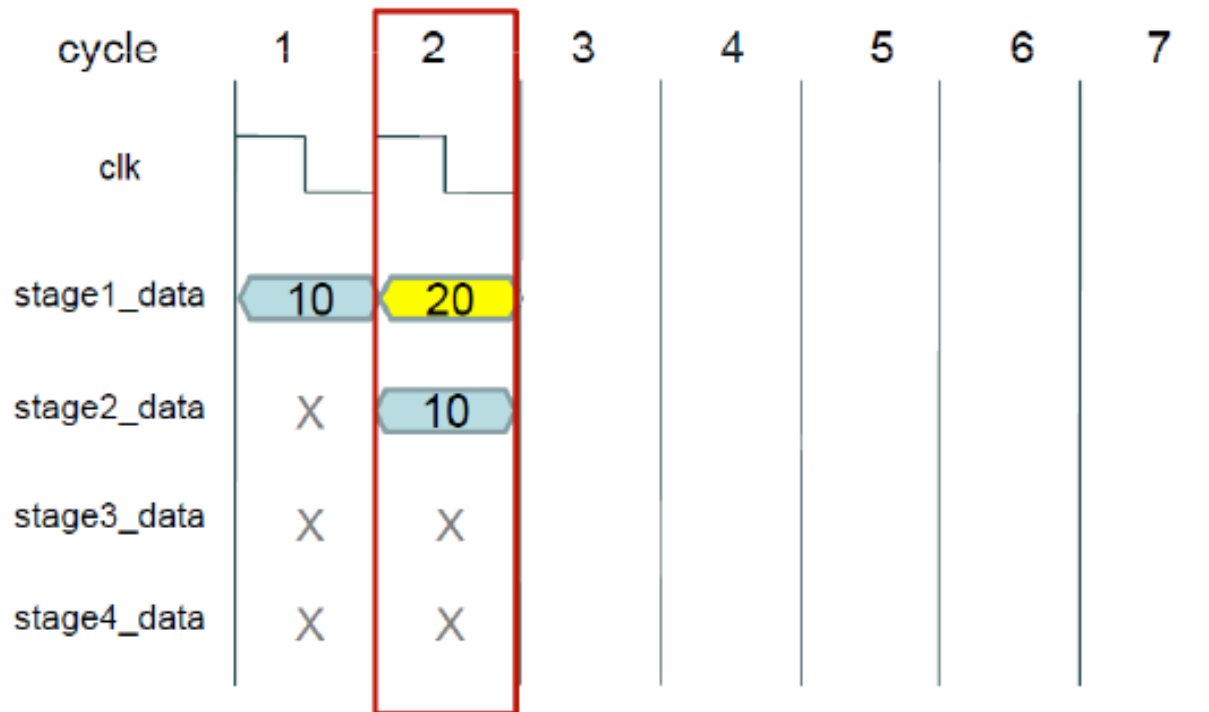 cycle 1 2 3 4 5 6 7
clk
stage1_data 10 20
stage2_data X 10
stage3_data X X
stage4_data X X